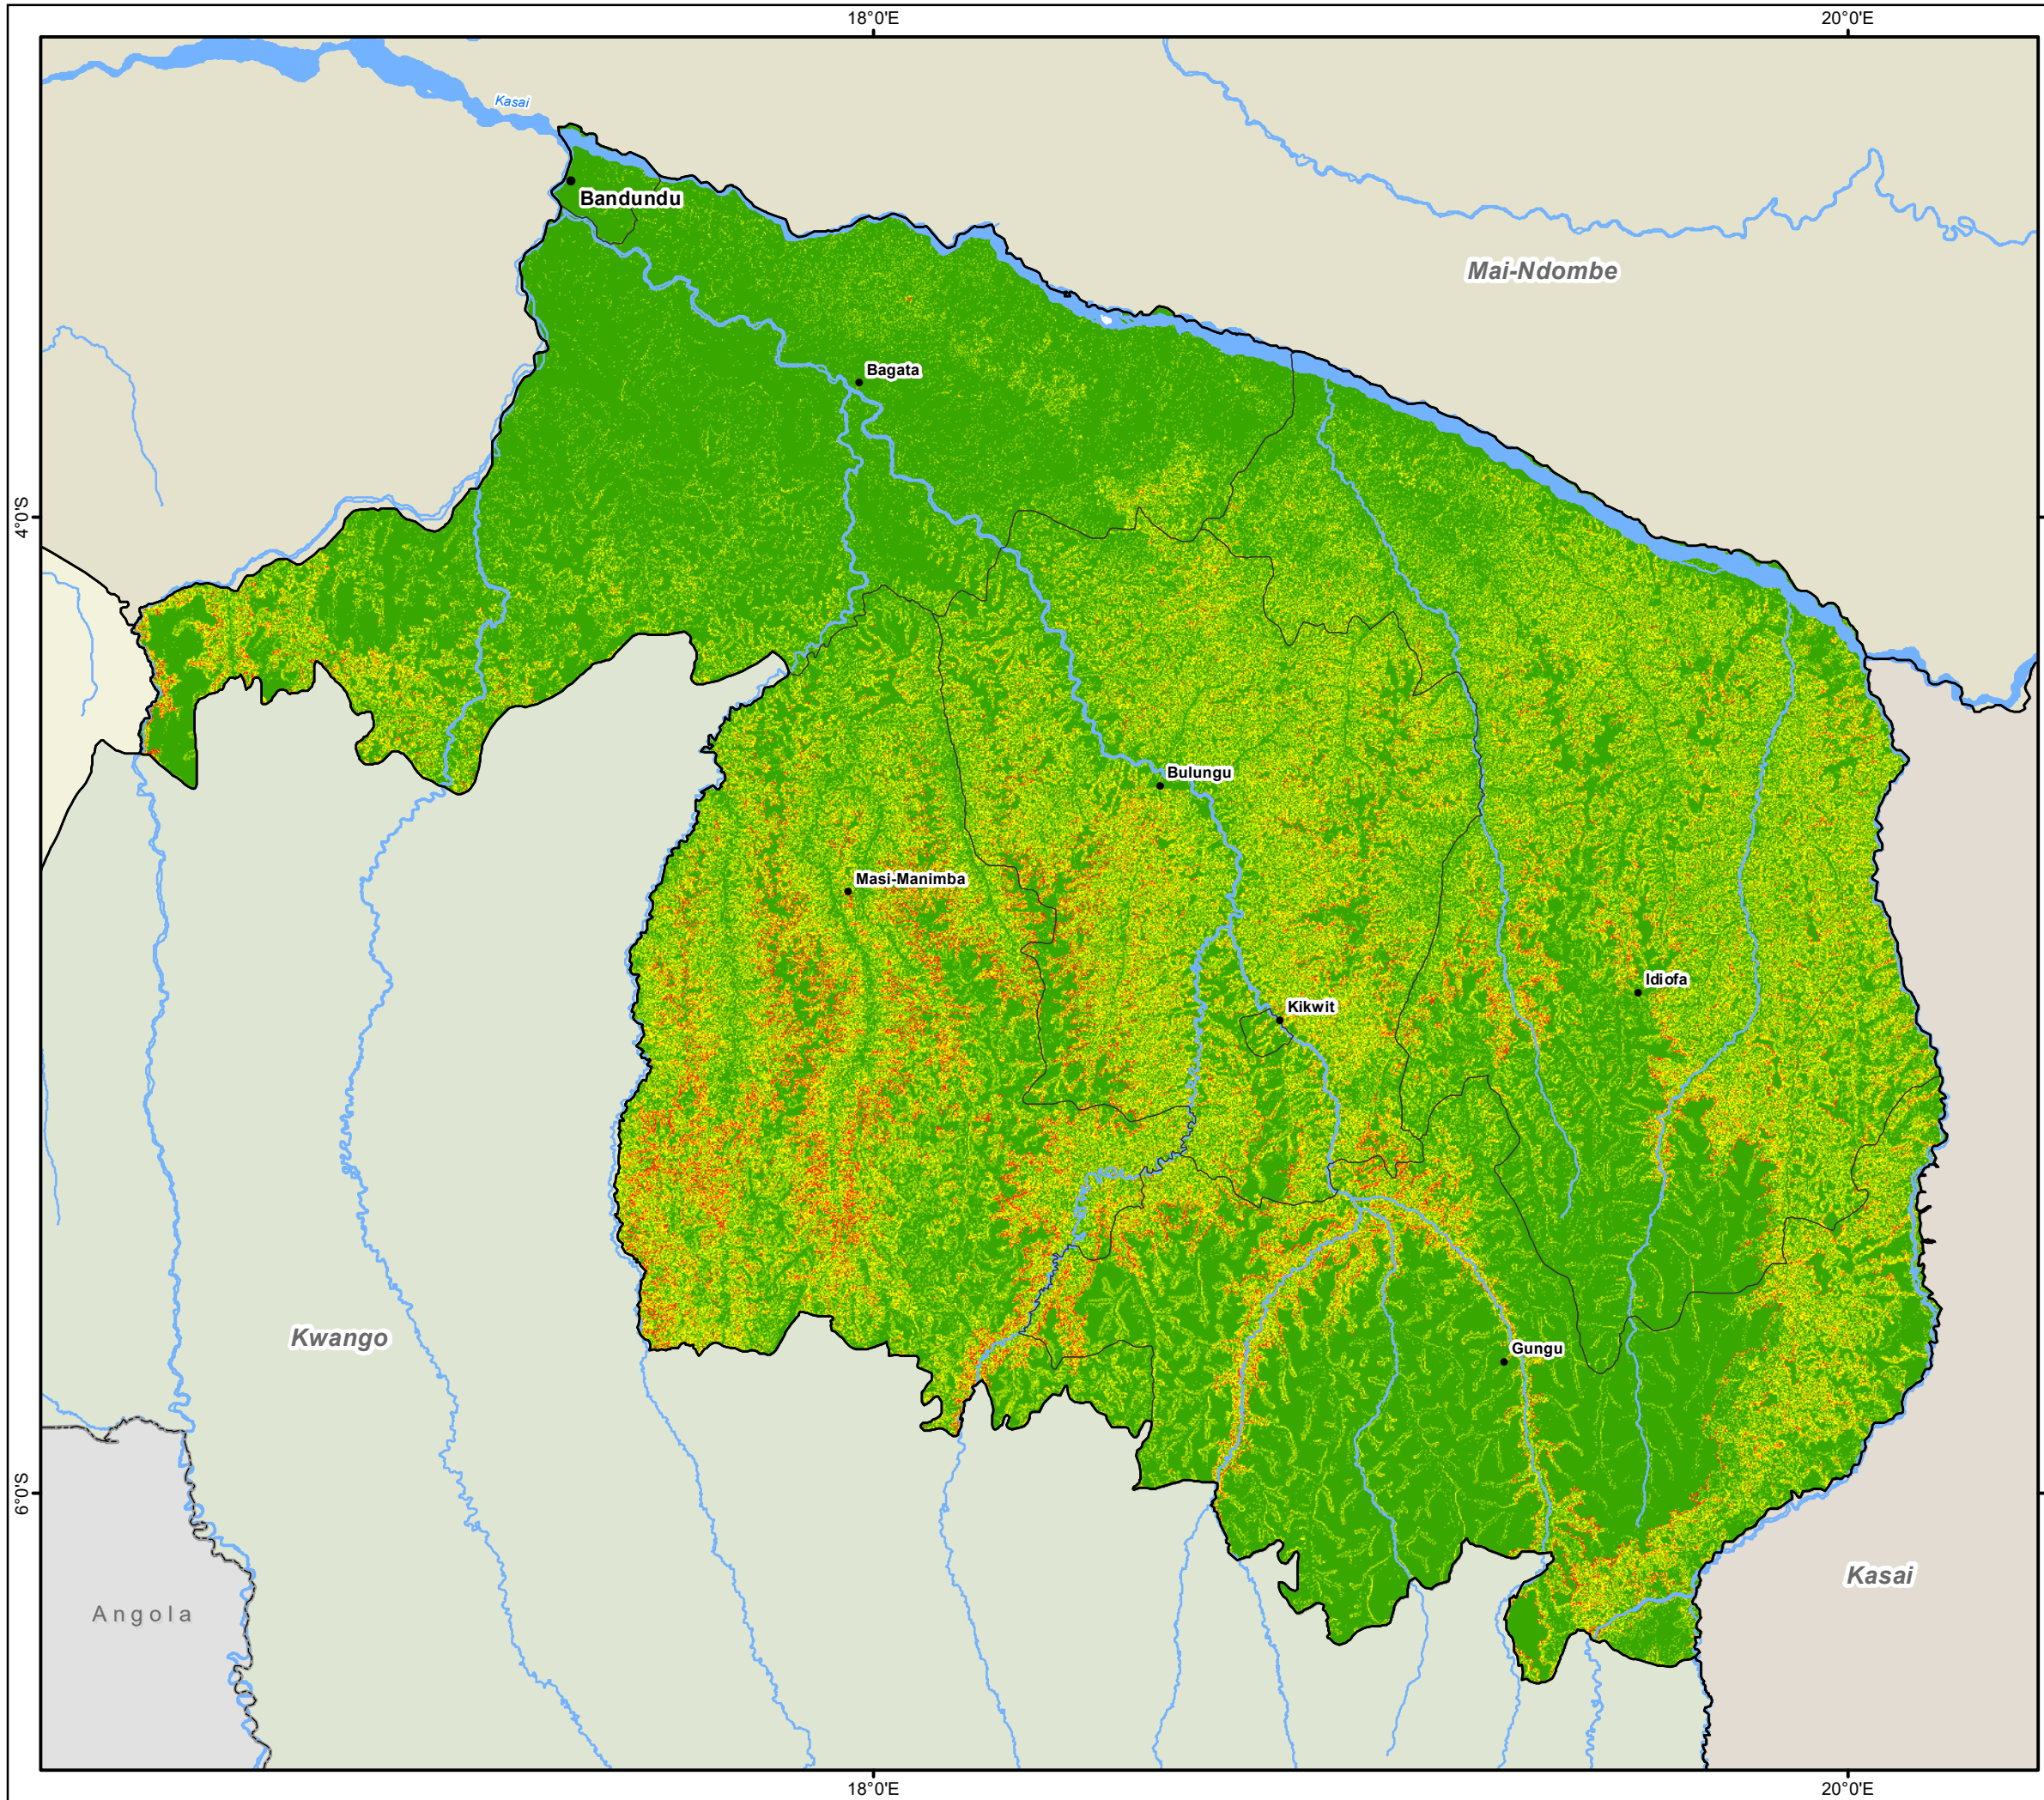 18°0'E
20°0'E
Kasai
Bandundu
Mai-Ndombe
Bagata
4°0'S
Bulungu
Masi-Manimba
Idiofa
Kikwit
Kwango
Gungu
6°0'S
Kasai
Angola
18°0'E
20°0'E